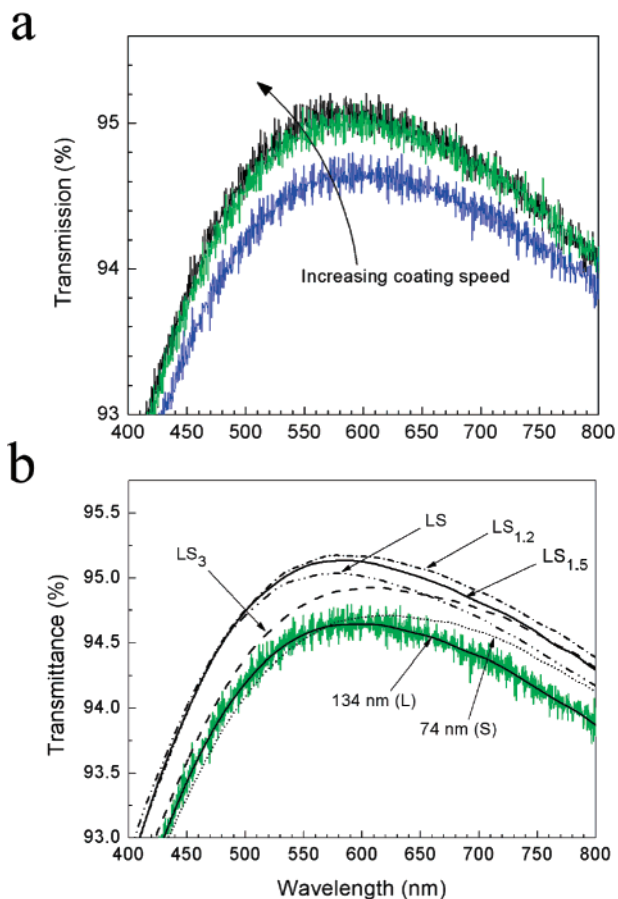 a
Transmission (%)
95
94
93
Increasing coating speed
400 450 500 550 600 650 700 750 800
b
Transmittance (%)
95.5
95.0
94.5
94.0
93.5
93.0
LS₃
LS
LS₁.₂
LS₁.₅
134 nm (L)
74 nm (S)
400 450 500 550 600 650 700 750 800
Wavelength (nm)